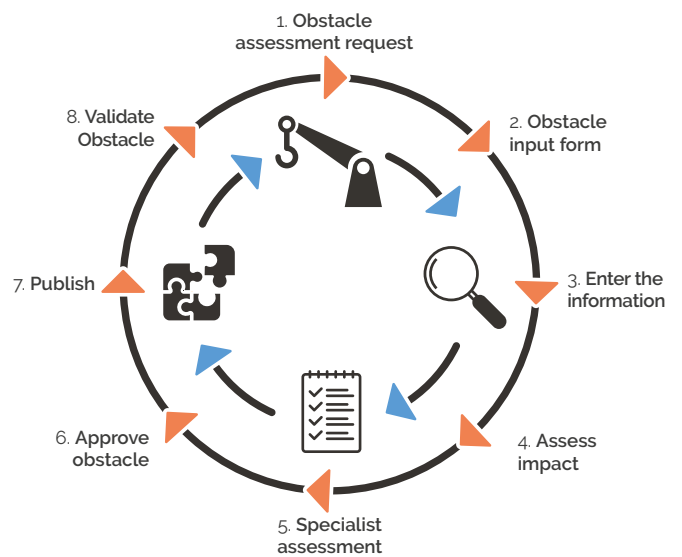 1. Obstacle
assessment request
2. Obstacle
input form
3. Enter the
information
4. Assess
impact
5. Specialist
assessment
6. Approve
obstacle
7. Publish
8. Validate
Obstacle